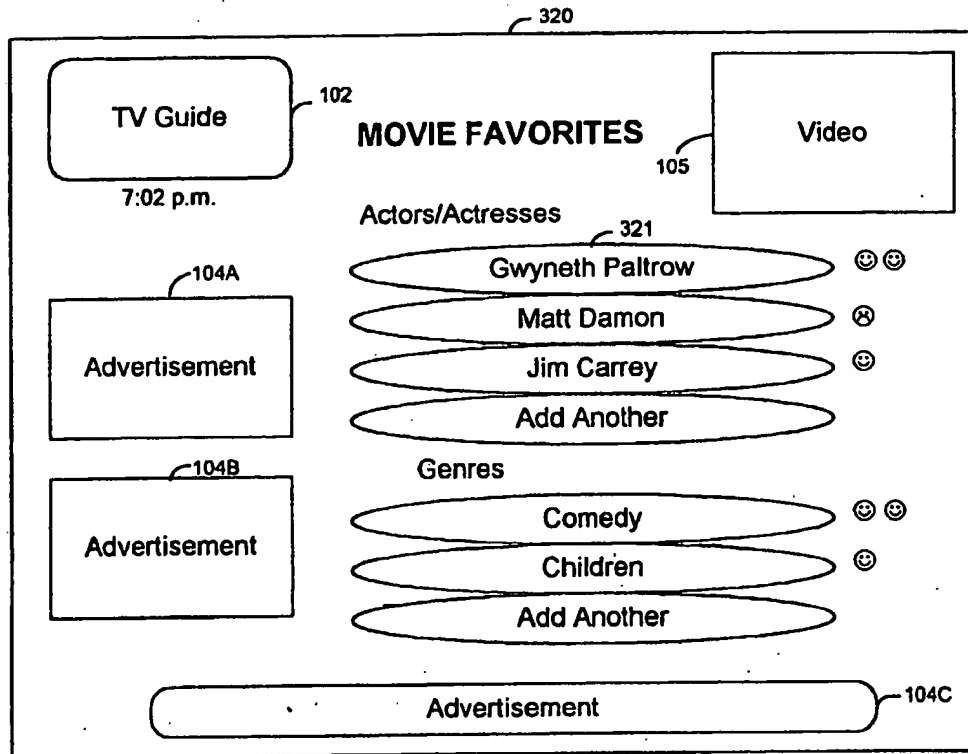 320
TV Guide
102
MOVIE FAVORITES
105
Video
7:02 p.m.
Actors/Actresses
321
Gwyneth Paltrow
104A
Advertisement
Matt Damon
Jim Carrey
Add Another
104B
Advertisement
Genres
Comedy
Children
Add Another
Advertisement
104C